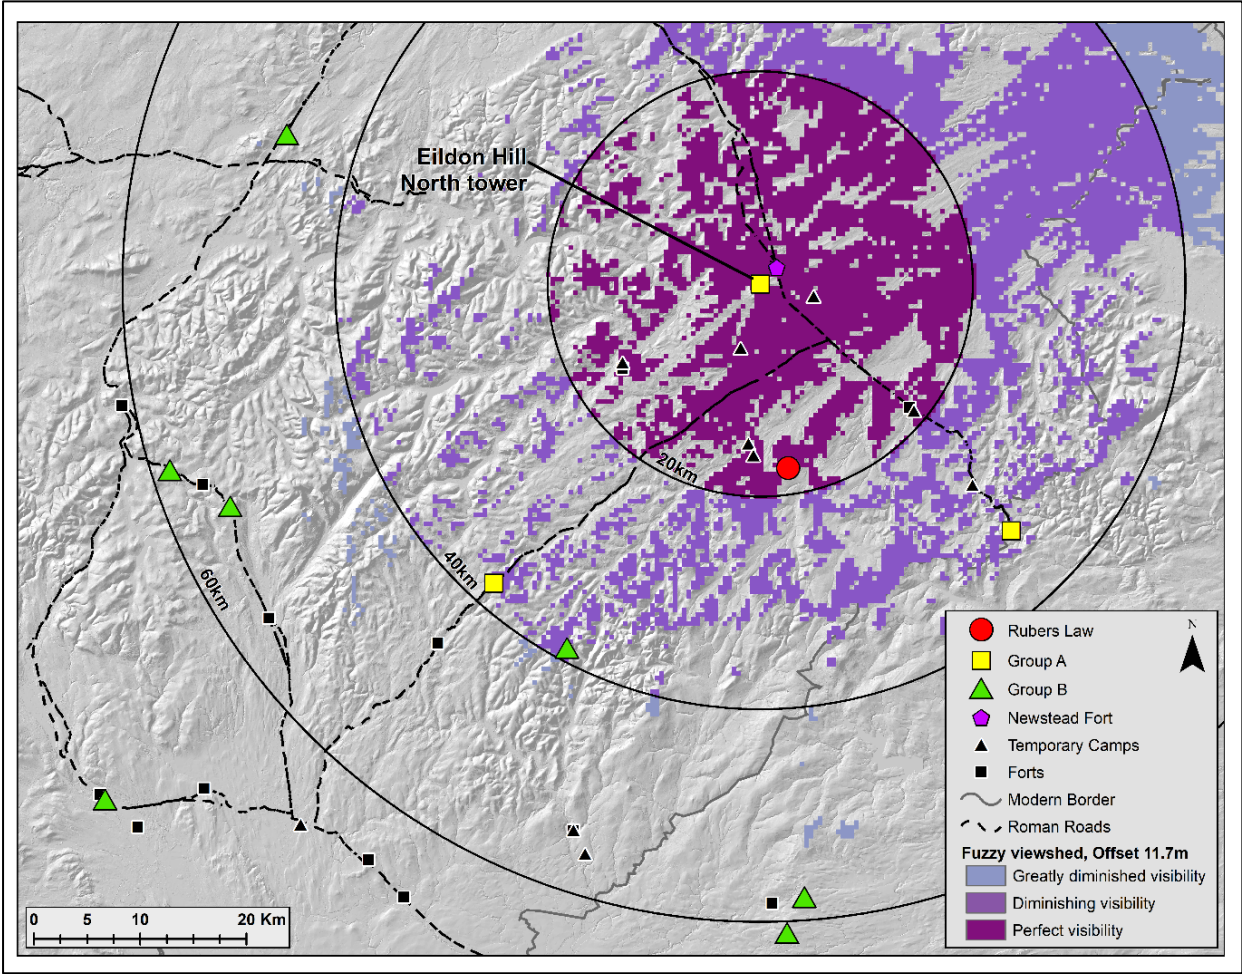 Eildon Hill
North tower
20km
40km
60km
N
Rubers Law
Group A
Group B
Newstead Fort
Temporary Camps
Forts
Modern Border
Roman Roads
Fuzzy viewshed, Offset 11.7m
Greatly diminished visibility
Diminishing visibility
Perfect visibility
0 5 10 20 Km